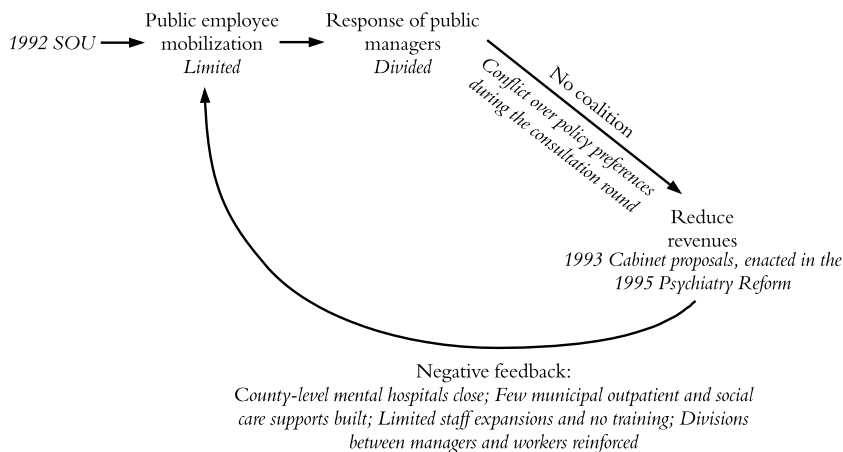 1992 SOU
Public employee
mobilization
Limited
Response of public
managers
Divided
No coalition
Conflict over policy preferences
during the consultation round
Reduce
revenues
1993 Cabinet proposals, enacted in the
1995 Psychiatry Reform
Negative feedback:
County-level mental hospitals close; Few municipal outpatient and social
care supports built; Limited staff expansions and no training; Divisions
between managers and workers reinforced